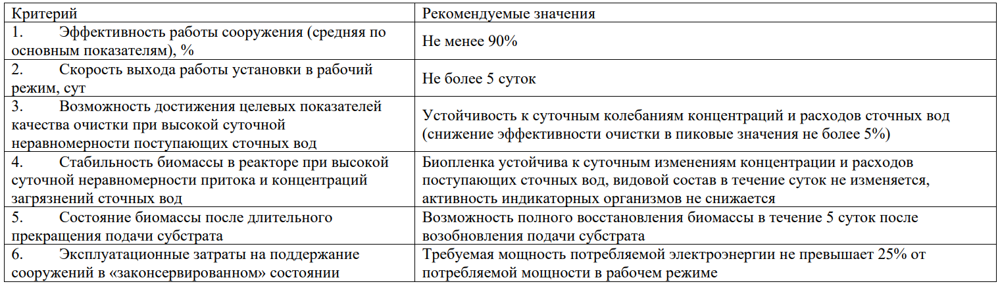 Критерий
Рекомендуемые значения
1. Эффективность работы сооружения (средняя по
основным показателям), %
Не менее 90%
2. Скорость выхода работы установки в рабочий
режим, сут
Не более 5 суток
3. Возможность достижения целевых показателей
качества очистки при высокой суточной
неравномерности поступающих сточных вод
Устойчивость к суточным колебаниям концентраций и расходов сточных вод
(снижение эффективности очистки в пиковые значения не более 5%)
4. Стабильность биомассы в реакторе при высокой
суточной неравномерности притока и концентраций
загрязнений сточных вод
Биопленка устойчива к суточным изменениям концентрации и расходов
поступающих сточных вод, видовой состав в течение суток не изменяется,
активность индикаторных организмов не снижается
5. Состояние биомассы после длительного
прекращения подачи субстрата
Возможность полного восстановления биомассы в течение 5 суток после
возобновления подачи субстрата
6. Эксплуатационные затраты на поддержание
сооружений в «законсервированном» состоянии
Требуемая мощность потребляемой электроэнергии не превышает 25% от
потребляемой мощности в рабочем режиме